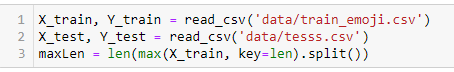 1 X_train, Y_train = read_csv('data/train_emoji.csv')
2 X_test, Y_test = read_csv('data/tesss.csv')
3 maxLen = len(max(X_train, key=len).split())